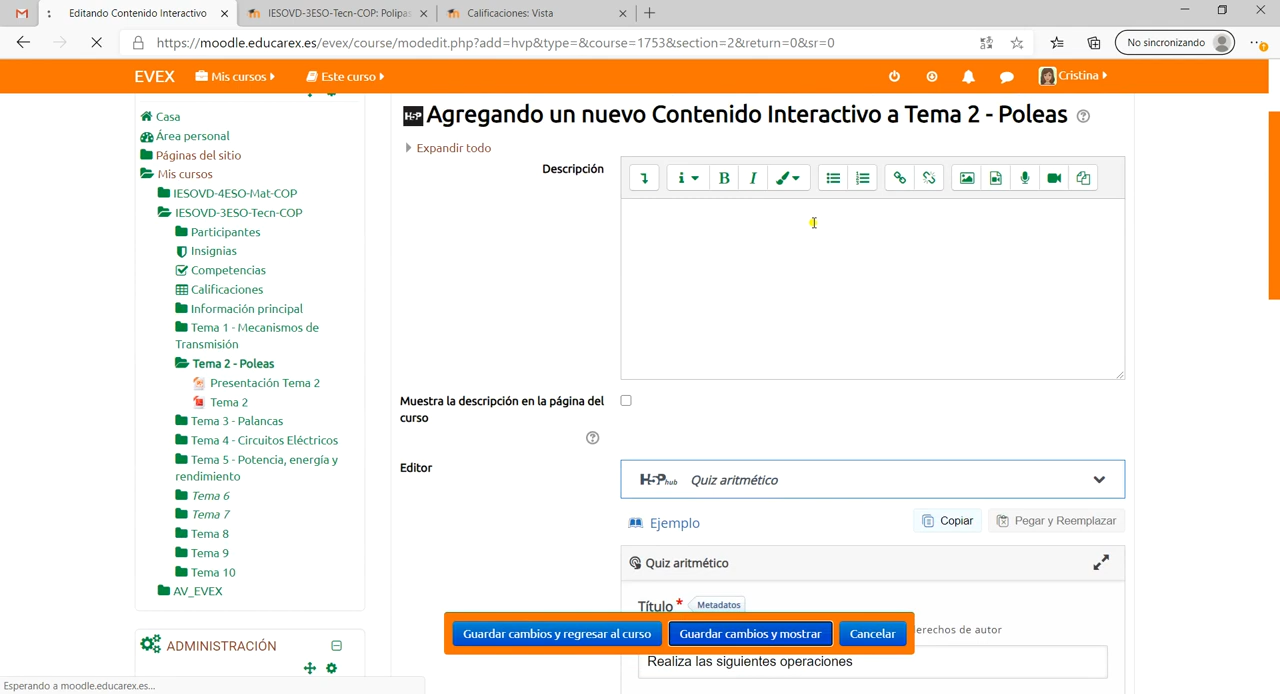 Editando Contenido Interactivo
IESOVD-3ESO-Tecn-COP: Polipas
Calificaciones: Vista
https://moodle.educarex.es/evex/course/modedit.php?add=hvp&type=&course=1753&section=2&return=0&sr=0
No sincronizando
EVEX
Mis cursos
Este curso
Cristina
Casa
Área personal
Páginas del sitio
Mis cursos
IESOVD-4ESO-Mat-COP
IESOVD-3ESO-Tecn-COP
Participantes
Insignias
Competencias
Calificaciones
Información principal
Tema 1 - Mecanismos de
Transmisión
Tema 2 - Poleas
Presentación Tema 2
Tema 2
Tema 3 - Palancas
Tema 4 - Circuitos Eléctricos
Tema 5 - Potencia, energía y
rendimiento
Tema 6
Tema 7
Tema 8
Tema 9
Tema 10
AV_EVEX
ADMINISTRACIÓN
H5P Agregando un nuevo Contenido Interactivo a Tema 2 - Poleas
Expandir todo
Descripción
B I
Muestra la descripción en la página del
curso
Editor
H5P hub Quiz aritmético
Ejemplo
Copiar
Pegar y Reemplazar
Quiz aritmético
Título *
Metadatos
erechos de autor
Guardar cambios y regresar al curso
Guardar cambios y mostrar
Cancelar
Realiza las siguientes operaciones
Esperando a moodle.educarex.es...